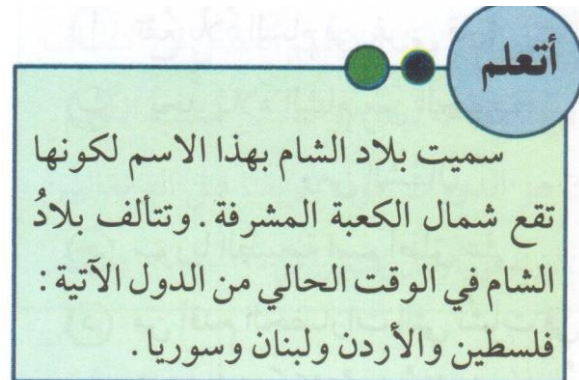 أتعلم
سميت بلاد الشام بهذا الاسم لكونها
تقع شمال الكعبة المشرفة . وتتألف بلادُ
الشام في الوقت الحالي من الدول الآتية :
فلسطين والأردن ولبنان وسوريا .